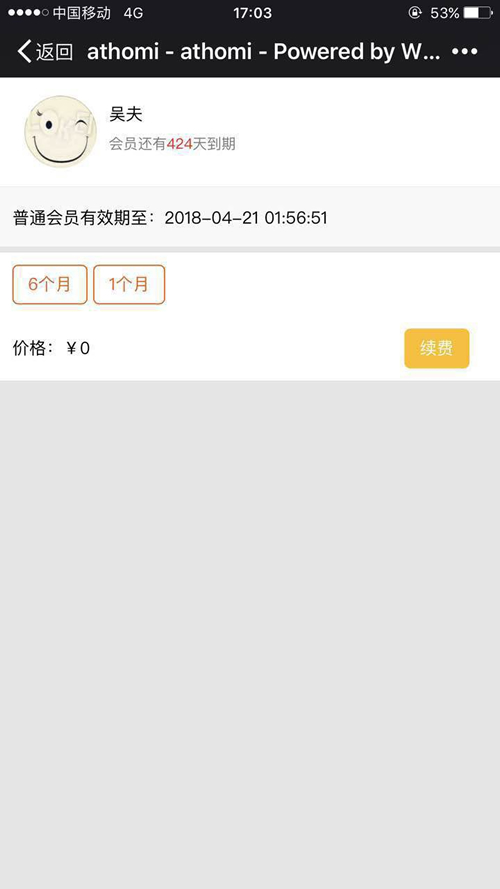 中国移动 4G 17:03 53%
返回 athomi - athomi - Powered by W...
吴夫
会员还有424天到期
普通会员有效期至：2018-04-21 01:56:51
6个月 1个月
价格：￥0 续费